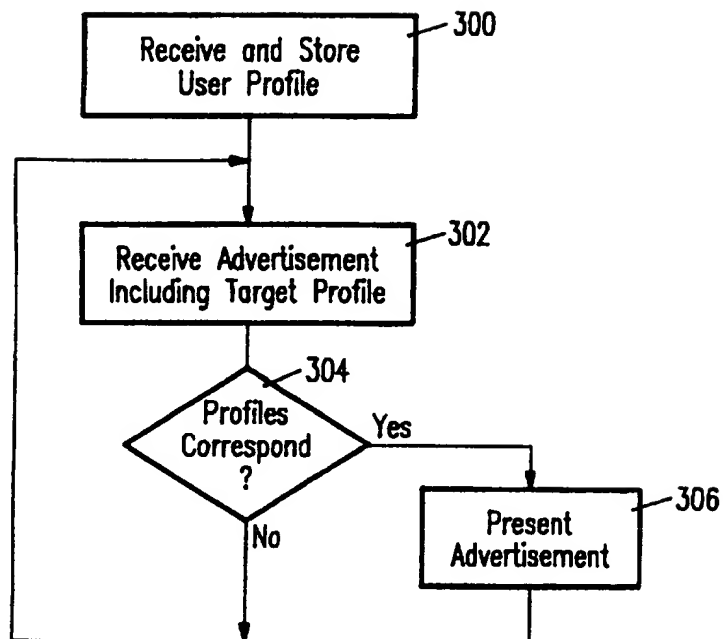 300
Receive and Store
User Profile
302
Receive Advertisement
Including Target Profile
304
Profiles
Correspond
?
Yes
No
306
Present
Advertisement